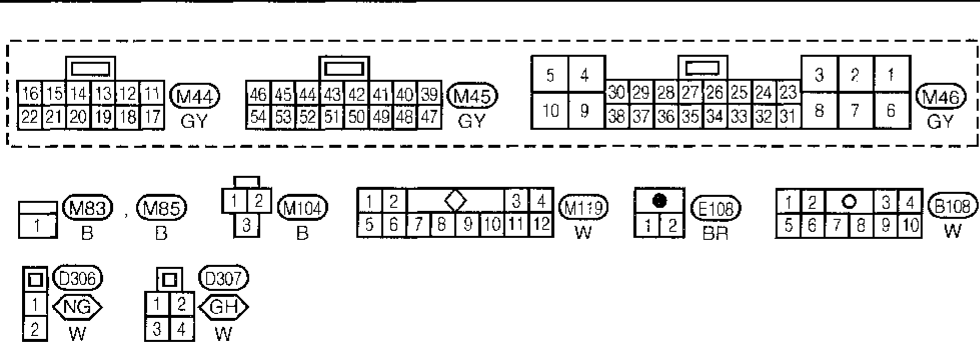 16 15 14 13 12 11
22 21 20 19 18 17
M44
GY
46 45 44 43 42 41 40 39
54 53 52 51 50 49 48 47
M45
GY
5 4 30 29 28 27 26 25 24 23 3 2 1
10 9 38 37 36 35 34 33 32 31 8 7 6
M46
GY
1
M83
B
,
M85
B
1 2
3
M104
B
1 2 3 4
5 6 7 8 9 10 11 12
M119
W
1 2
E108
BR
1 2 3 4
5 6 7 8 9 10
B108
W
1
2
D306
NG
W
1 2
3 4
D307
GH
W